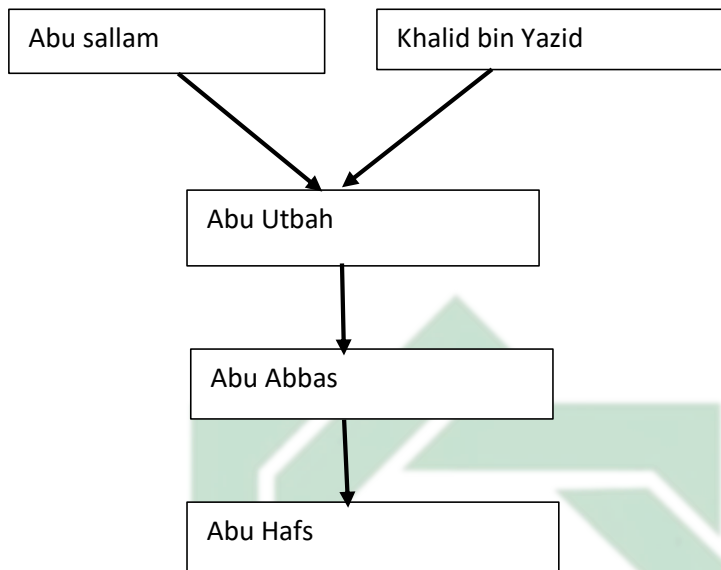 Abu sallam
Khalid bin Yazid
Abu Utbah
Abu Abbas
Abu Hafs